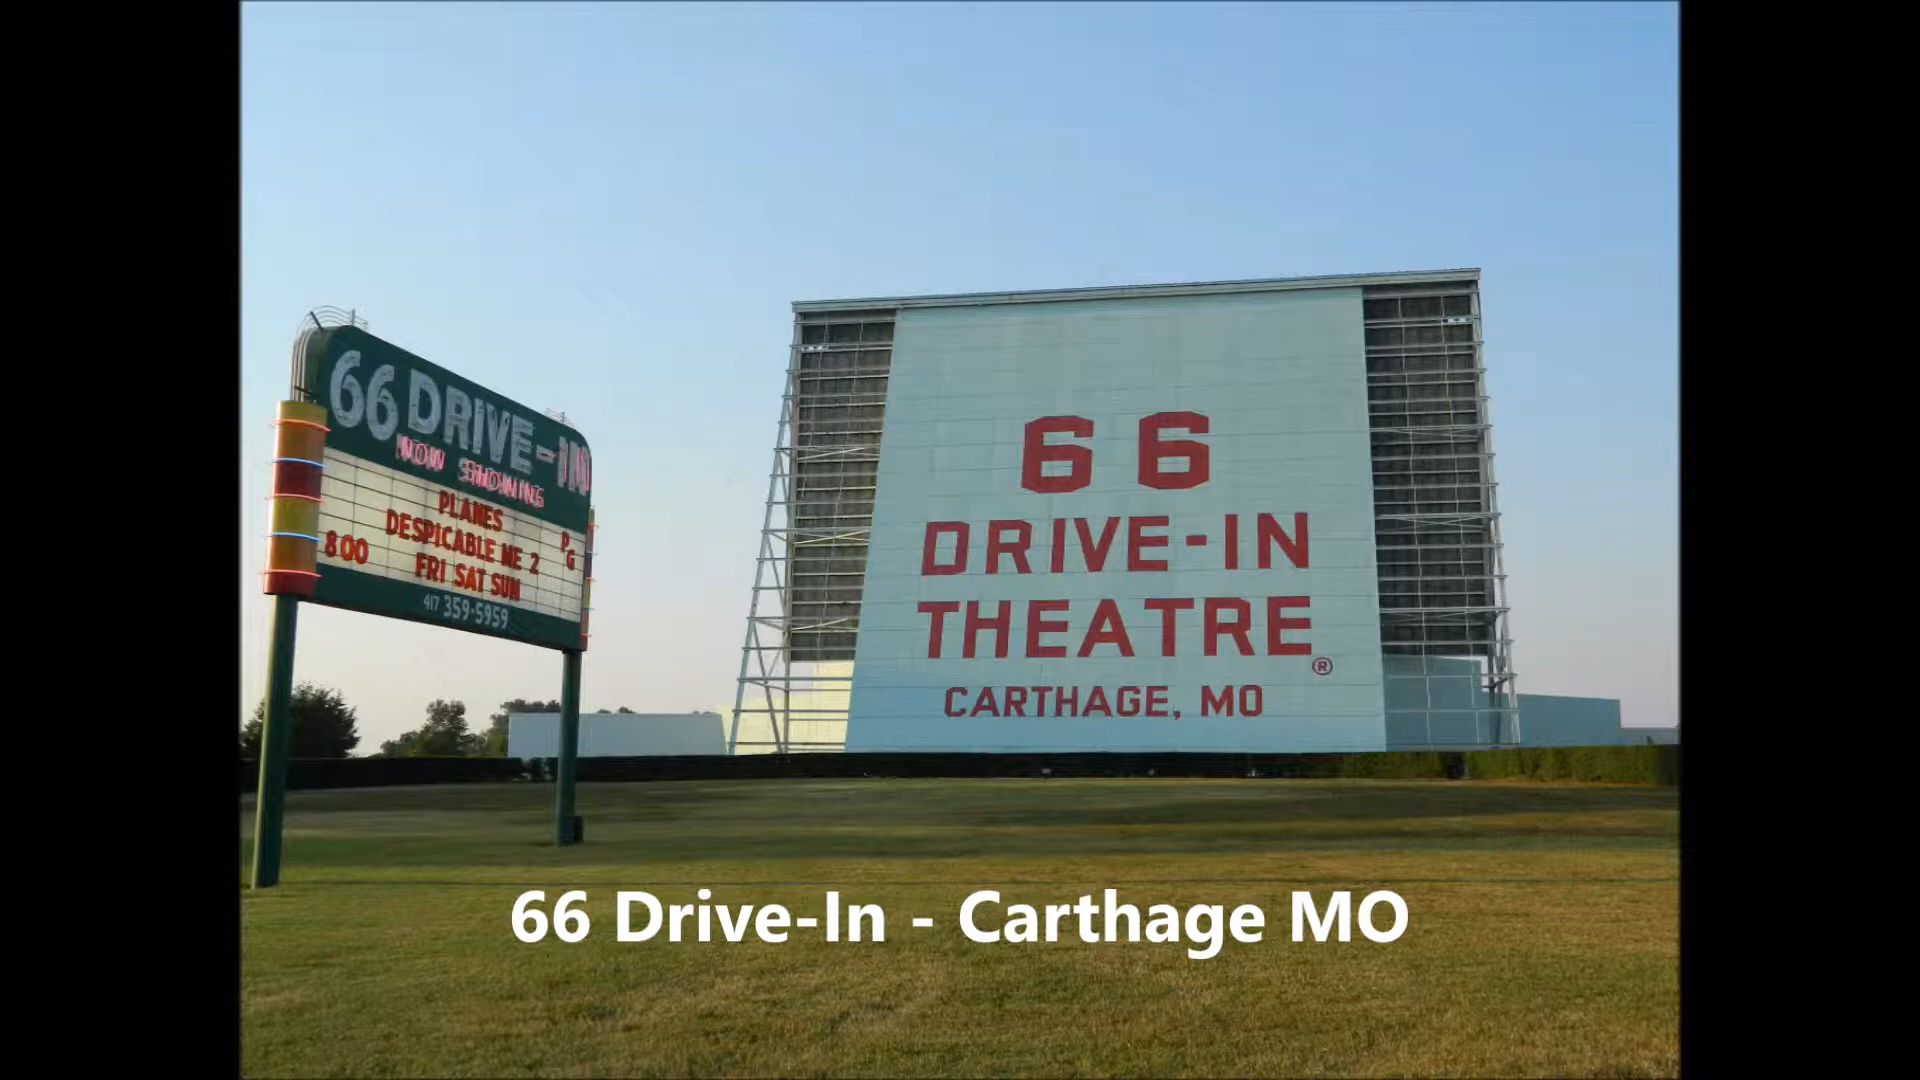 66 DRIVE-IN
NOW SHOWING
PLANES
DESPICABLE ME 2
PG
800
FRI SAT SUN
417 359-5959
66
DRIVE-IN
THEATRE®
CARTHAGE, MO
66 Drive-In - Carthage MO